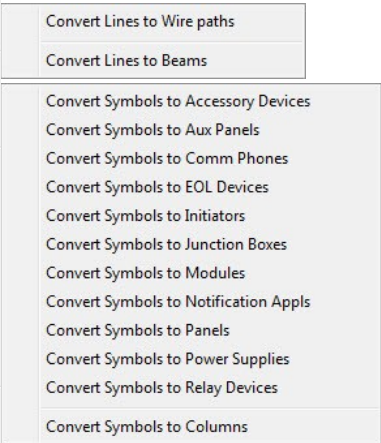 Convert Lines to Wire paths
Convert Lines to Beams
Convert Symbols to Accessory Devices
Convert Symbols to Aux Panels
Convert Symbols to Comm Phones
Convert Symbols to EOL Devices
Convert Symbols to Initiators
Convert Symbols to Junction Boxes
Convert Symbols to Modules
Convert Symbols to Notification Appls
Convert Symbols to Panels
Convert Symbols to Power Supplies
Convert Symbols to Relay Devices
Convert Symbols to Columns